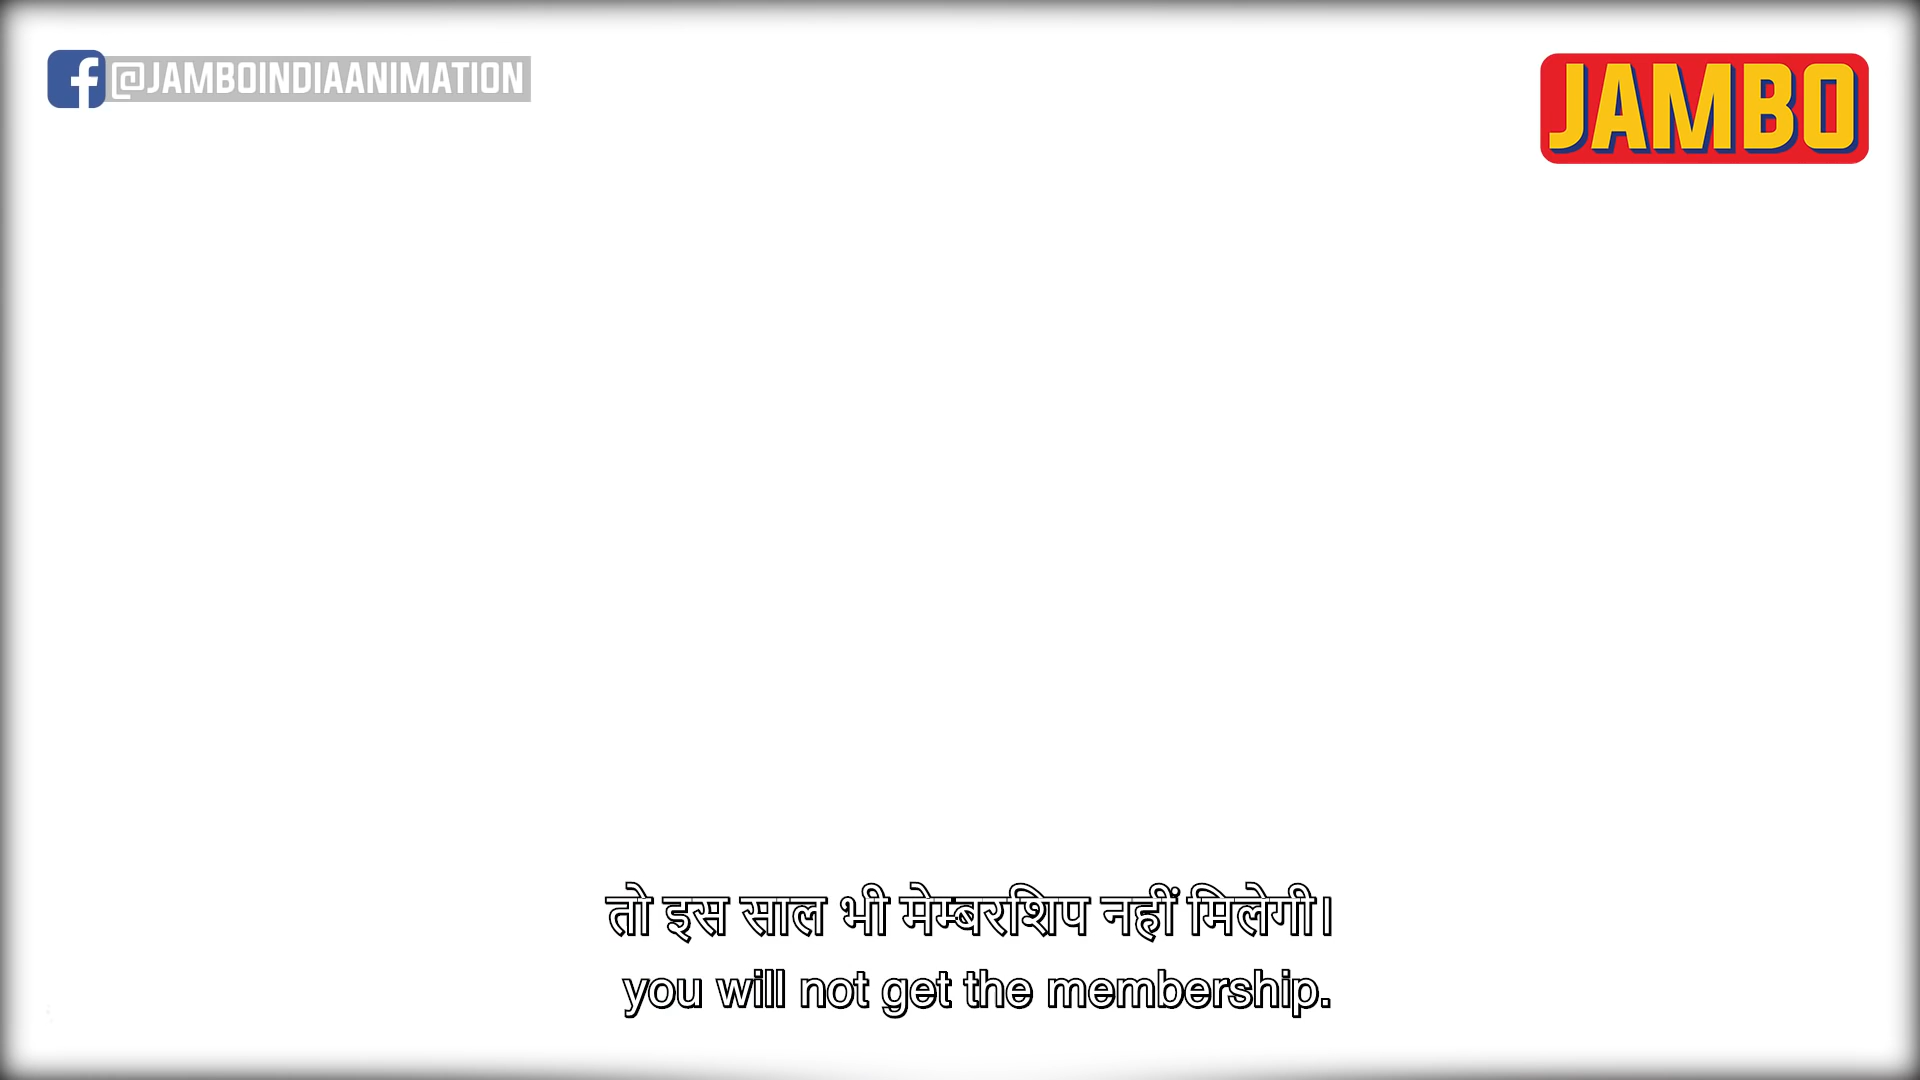 @JAMBOINDIAANIMATION
JAMBO
तो इस साल भी मेम्बरशिप नहीं मिलेगी।
you will not get the membership.